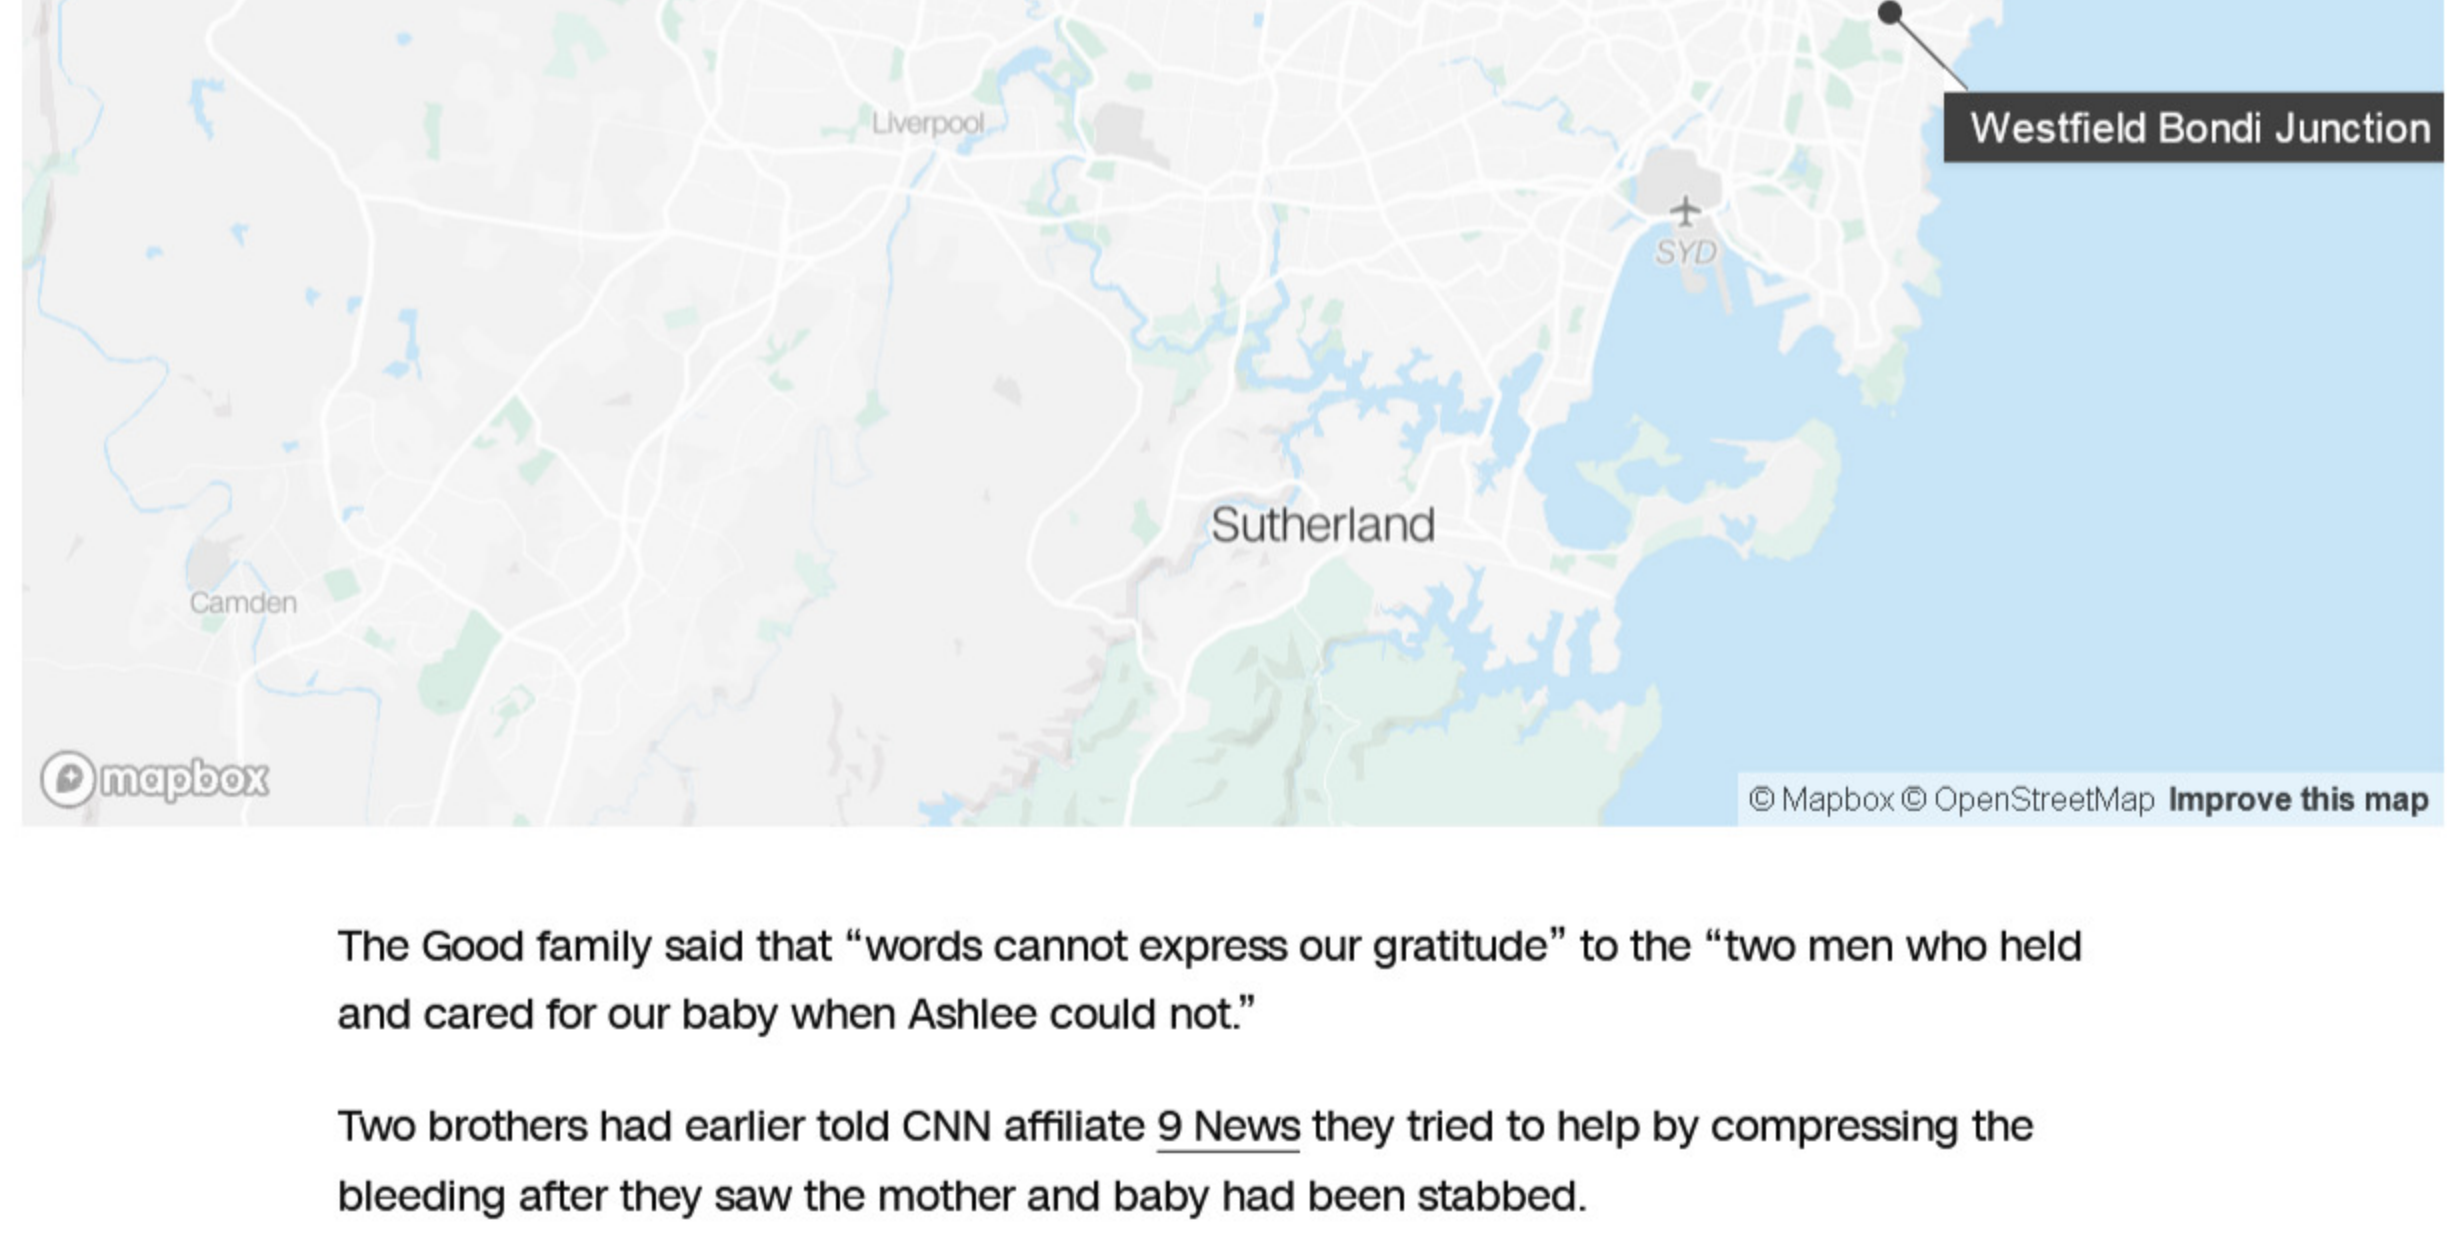 Liverpool
Westfield Bondi Junction
SYD
Sutherland
Camden
mapbox
© Mapbox © OpenStreetMap Improve this map
The Good family said that “words cannot express our gratitude” to the “two men who held
and cared for our baby when Ashlee could not.”
Two brothers had earlier told CNN affiliate 9 News they tried to help by compressing the
bleeding after they saw the mother and baby had been stabbed.